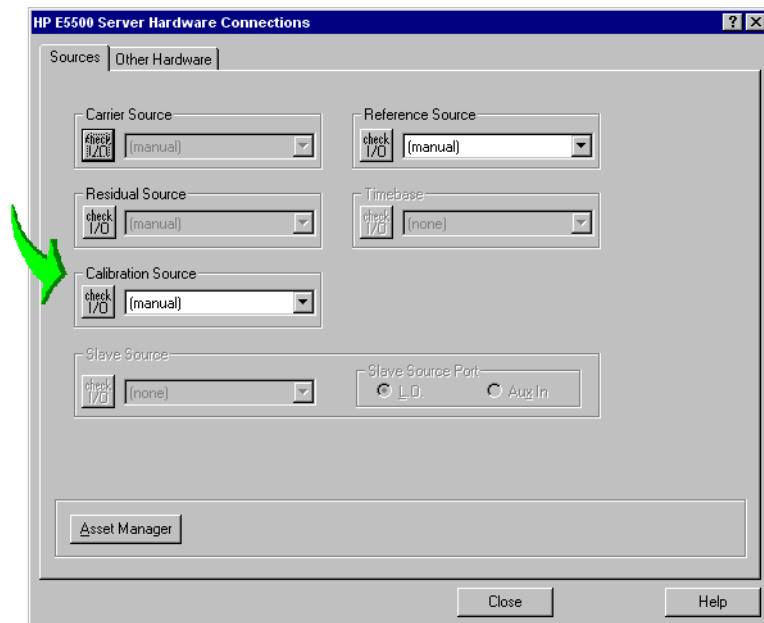 HP E5500 Server Hardware Connections
Sources Other Hardware
Carrier Source
check I/O (manual)
Reference Source
check I/O (manual)
Residual Source
check I/O (manual)
Timebase
check I/O (none)
Calibration Source
check I/O (manual)
Slave Source
check I/O (none)
Slave Source Port
L.O. Aux In
Asset Manager
Close Help